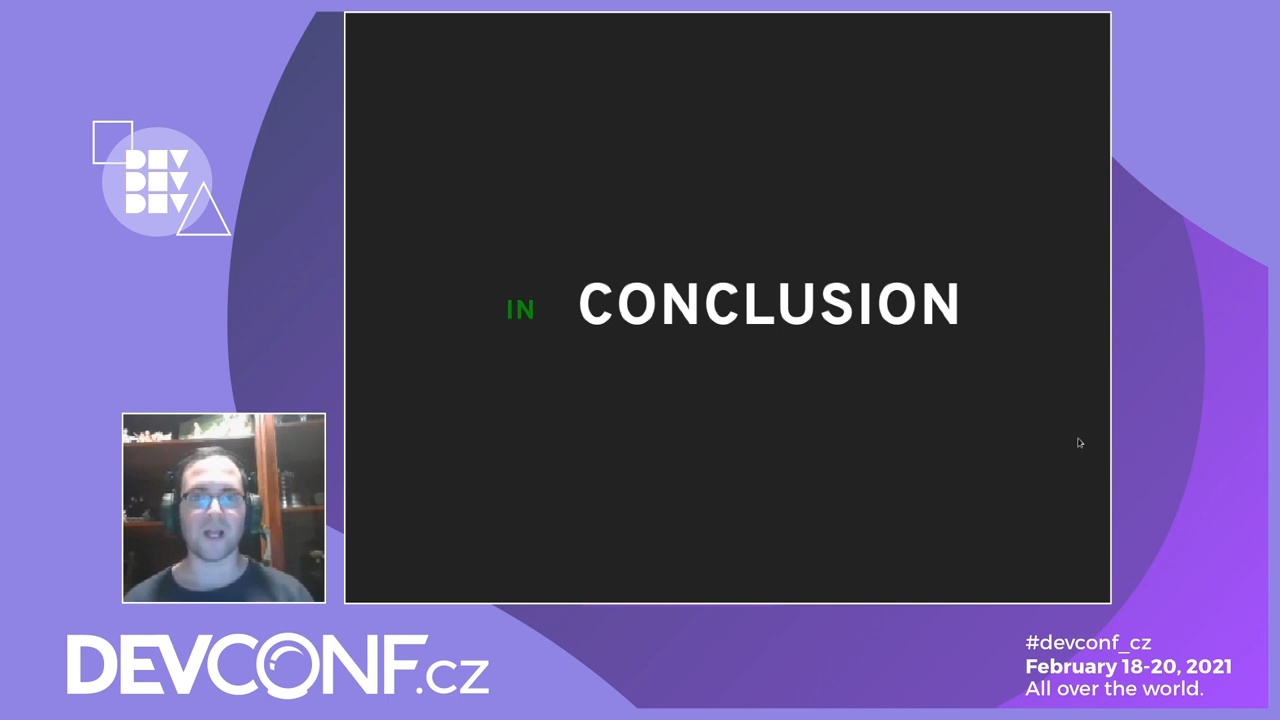 DEV
DEV
DEV
IN CONCLUSION
DEVCONF.cz
#devconf_cz
February 18-20, 2021
All over the world.